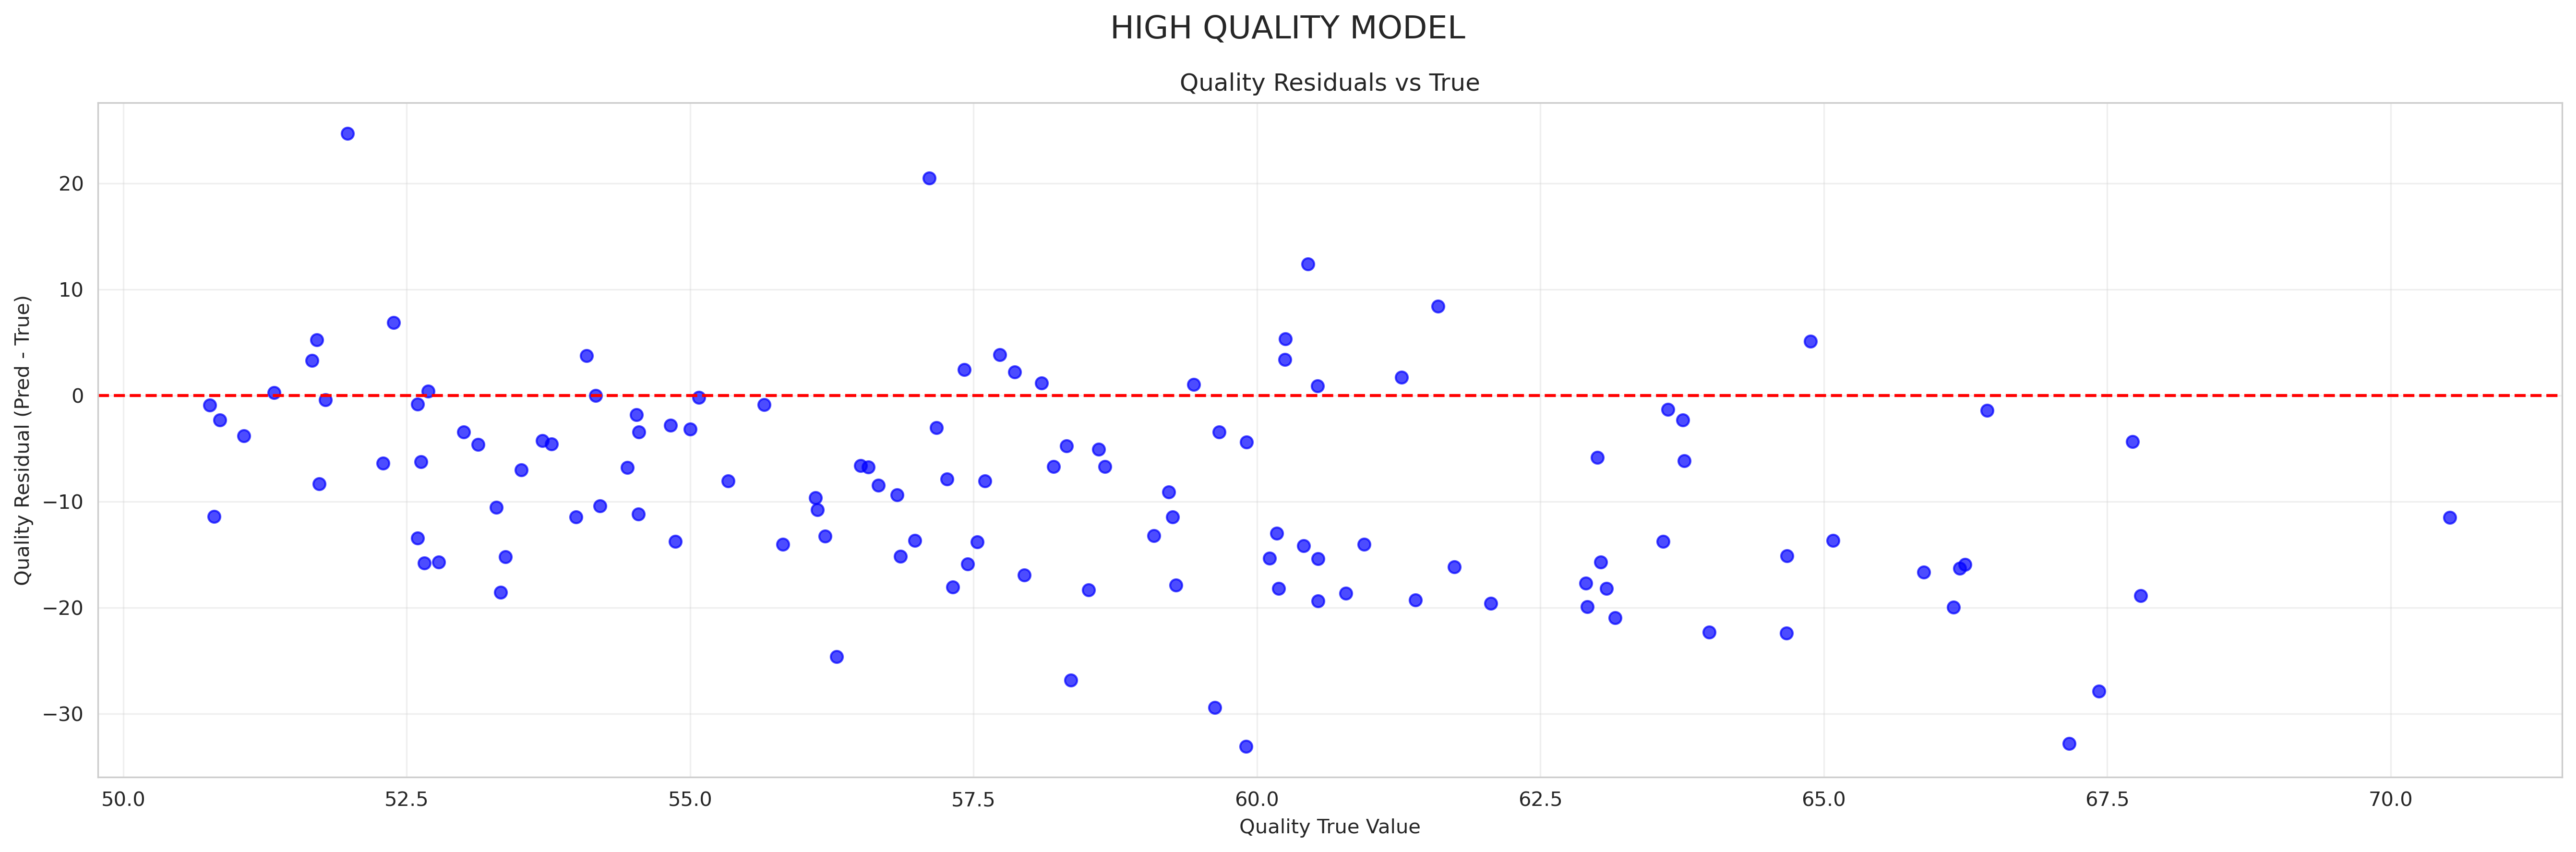 HIGH QUALITY MODEL
Quality Residuals vs True
Quality Residual (Pred - True)
20
10
0
−10
−20
−30
50.0 52.5 55.0 57.5 60.0 62.5 65.0 67.5 70.0
Quality True Value